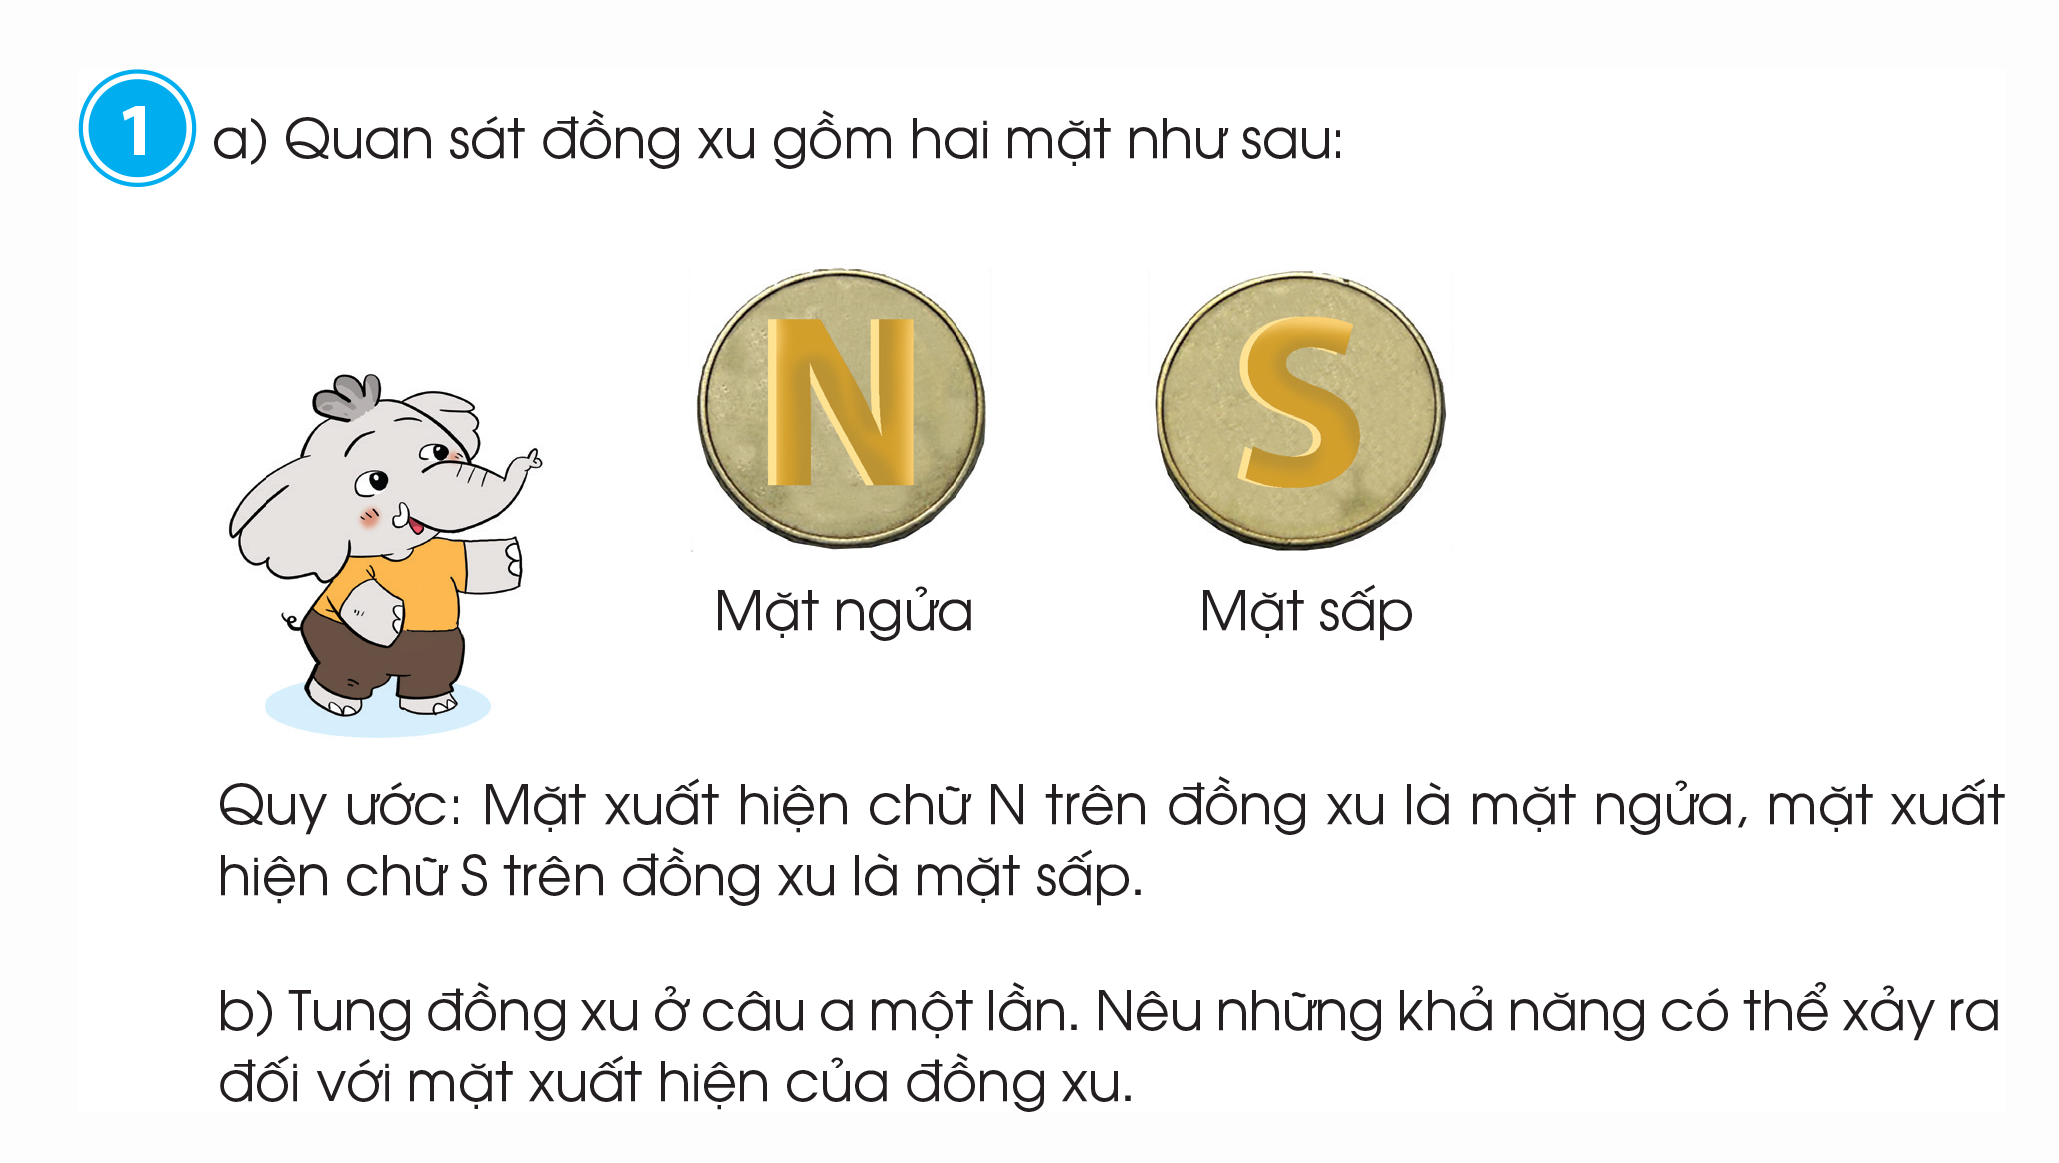 1 a) Quan sát đồng xu gồm hai mặt như sau:
N S
Mặt ngửa Mặt sấp
Quy ước: Mặt xuất hiện chữ N trên đồng xu là mặt ngửa, mặt xuất
hiện chữ S trên đồng xu là mặt sấp.
b) Tung đồng xu ở câu a một lần. Nêu những khả năng có thể xảy ra
đối với mặt xuất hiện của đồng xu.